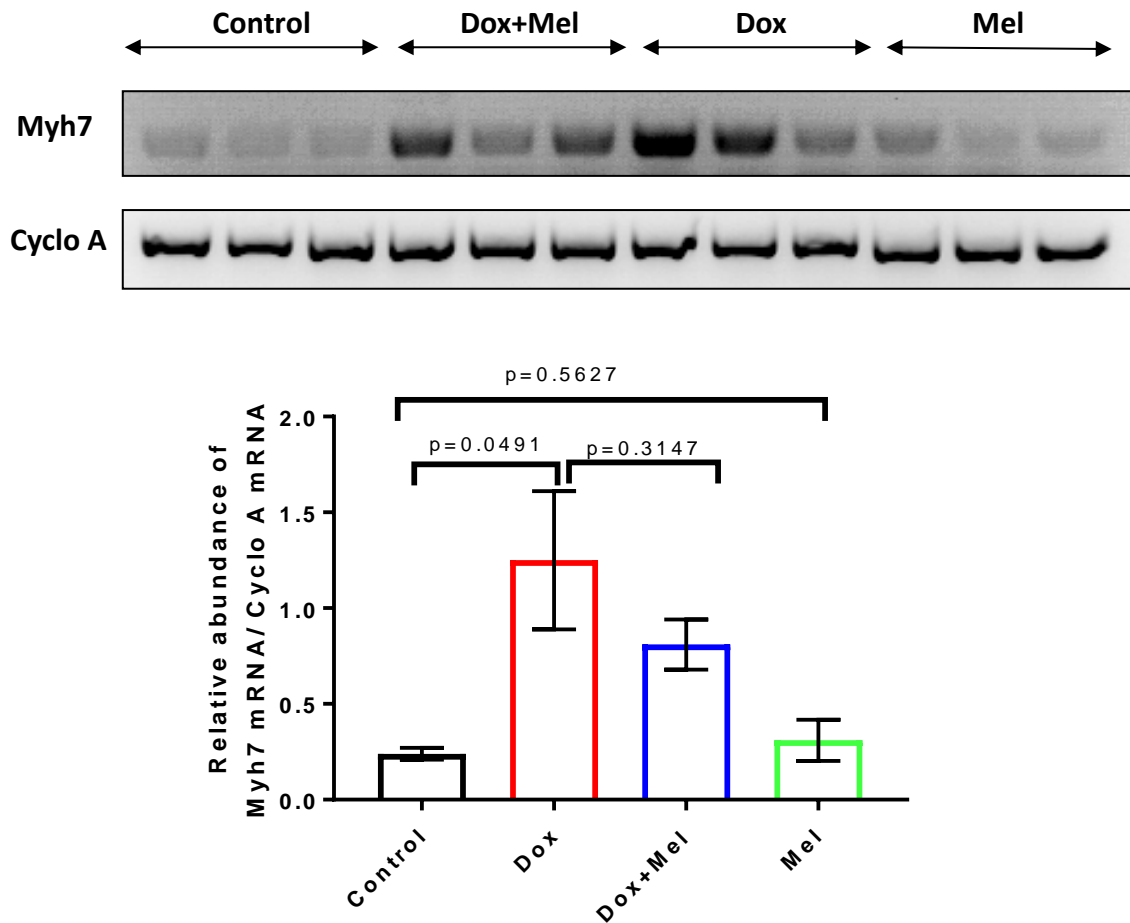 Control Dox+Mel Dox Mel
Myh7
Cyclo A
p=0.5627
p=0.0491 p=0.3147
Relative abundance of
Myh7 mRNA/Cyclo A mRNA
2.0
1.5
1.0
0.5
0.0
Control Dox Dox+Mel Mel